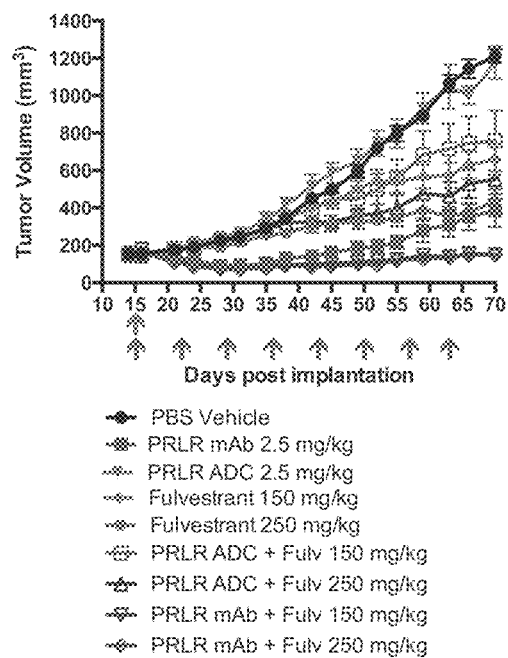 Tumor Volume (mm³)
1400
1200
1000
800
600
400
200
0
10 15 20 25 30 35 40 45 50 55 60 65 70
Days post implantation
PBS Vehicle
PRLR mAb 2.5 mg/kg
PRLR ADC 2.5 mg/kg
Fulvestrant 150 mg/kg
Fulvestrant 250 mg/kg
PRLR ADC + Fulv 150 mg/kg
PRLR ADC + Fulv 250 mg/kg
PRLR mAb + Fulv 150 mg/kg
PRLR mAb + Fulv 250 mg/kg